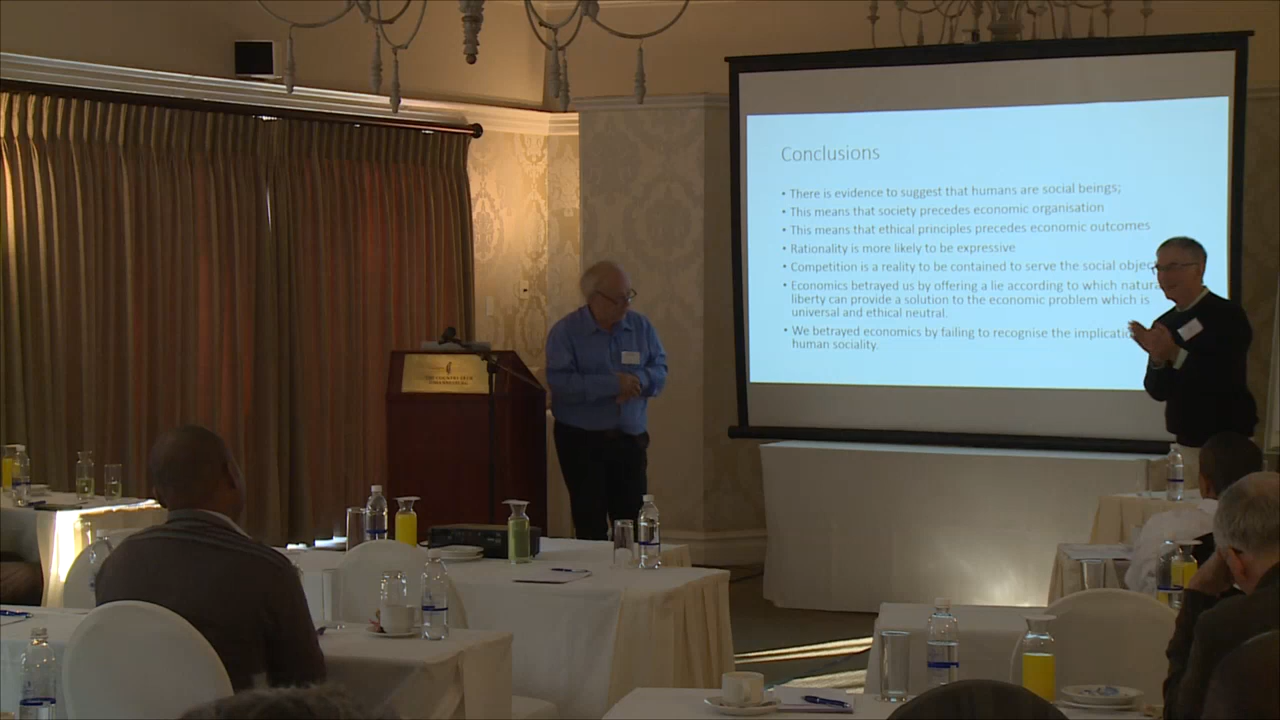 Conclusions
• There is evidence to suggest that humans are social beings;
• This means that society precedes economic organisation
• This means that ethical principles precedes economic outcomes
• Rationality is more likely to be expressive
• Competition is a reality to be contained to serve the social
• Economics betrayed us by offering a lie according to which
liberty can provide a solution to the economic problem which is
universal and ethical neutral.
• We betrayed economics by failing to recognise the
human sociality.